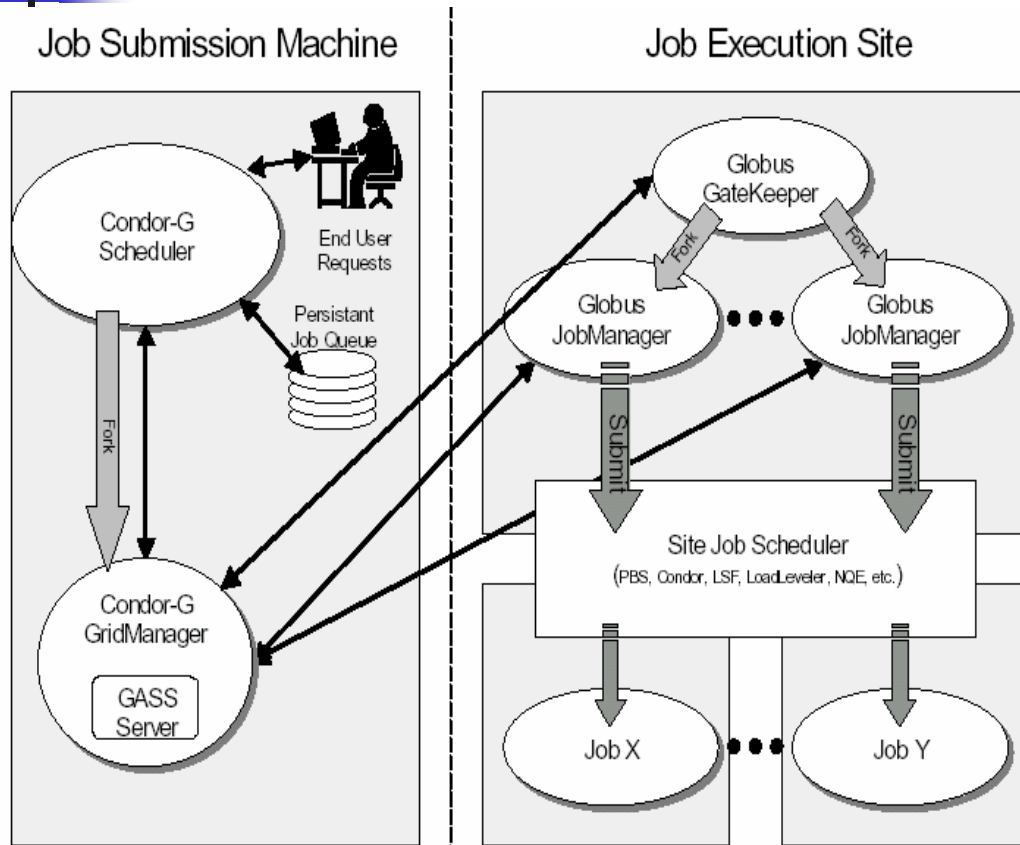 Job Submission Machine
Job Execution Site
Condor-G
Scheduler
End User
Requests
Persistant
Job Queue
Fork
Condor-G
GridManager
GASS
Server
Globus
GateKeeper
Fork
Fork
Globus
JobManager
Globus
JobManager
Submit
Submit
Site Job Scheduler
(PBS, Condor, LSF, LoadLeveler, NQE, etc.)
Job X
Job Y